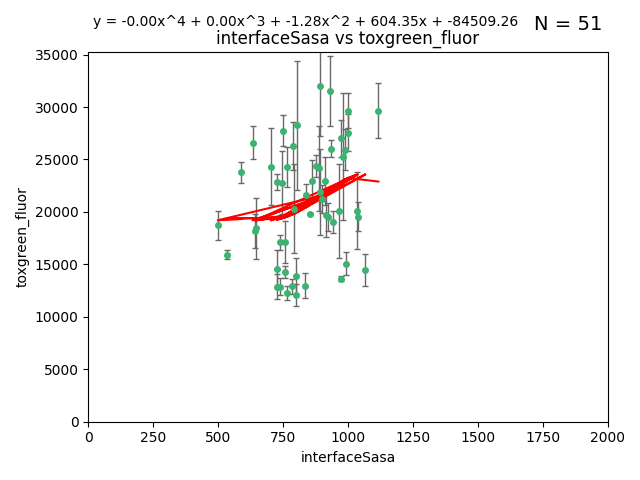 y = -0.00x^4 + 0.00x^3 + -1.28x^2 + 604.35x + -84509.26
N = 51
interfaceSasa vs toxgreen_fluor
35000
30000
25000
20000
15000
10000
5000
0
toxgreen_fluor
0 250 500 750 1000 1250 1500 1750 2000
interfaceSasa